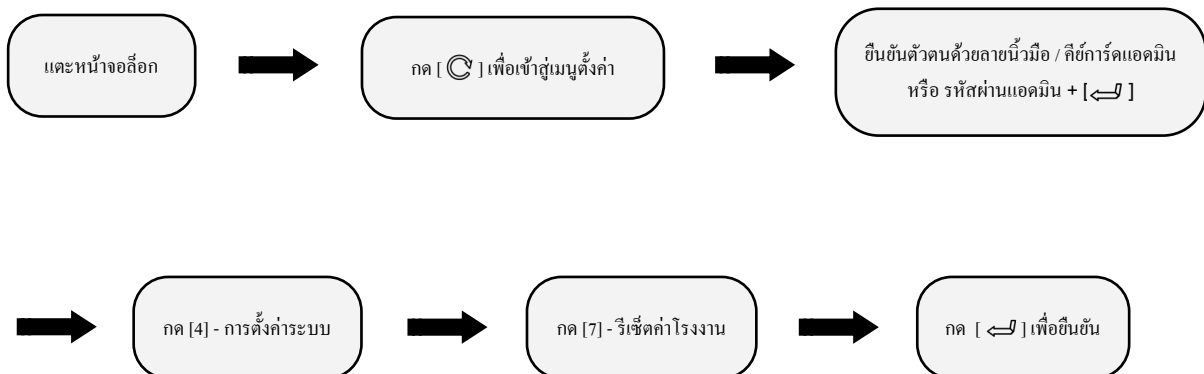 แตะหน้าจอล็อก
กด [ ] เพื่อเข้าสู่เมนูตั้งค่า
ยืนยันตัวตนด้วยลายนิ้วมือ / คีย์การ์ดแอดมิน
หรือ รหัสผ่านแอดมิน + [ ]
กด [4] - การตั้งค่าระบบ
กด [7] - รีเซ็ตค่าโรงงาน
กด [ ] เพื่อยืนยัน